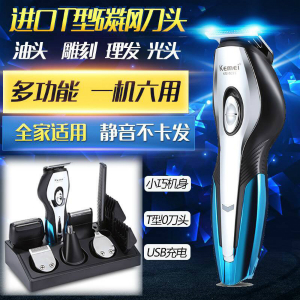 进口T型碳钢刀头
油头 雕刻 理发 光头
多功能 一机六用
全家适用 静音不卡发
KEMEI
小巧机身
T型0刀头
USB充电